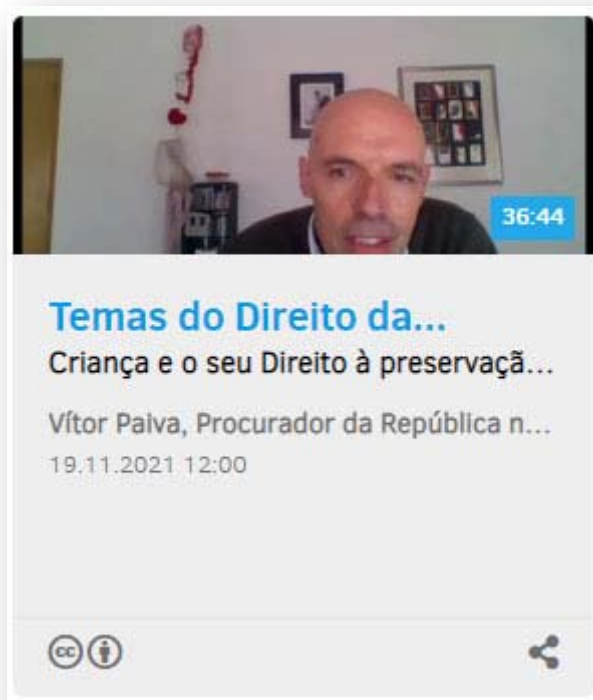 36:44
Temas do Direito da...
Criança e o seu Direito à preservaçã...
Vítor Paiva, Procurador da República n...
19.11.2021 12:00
cc